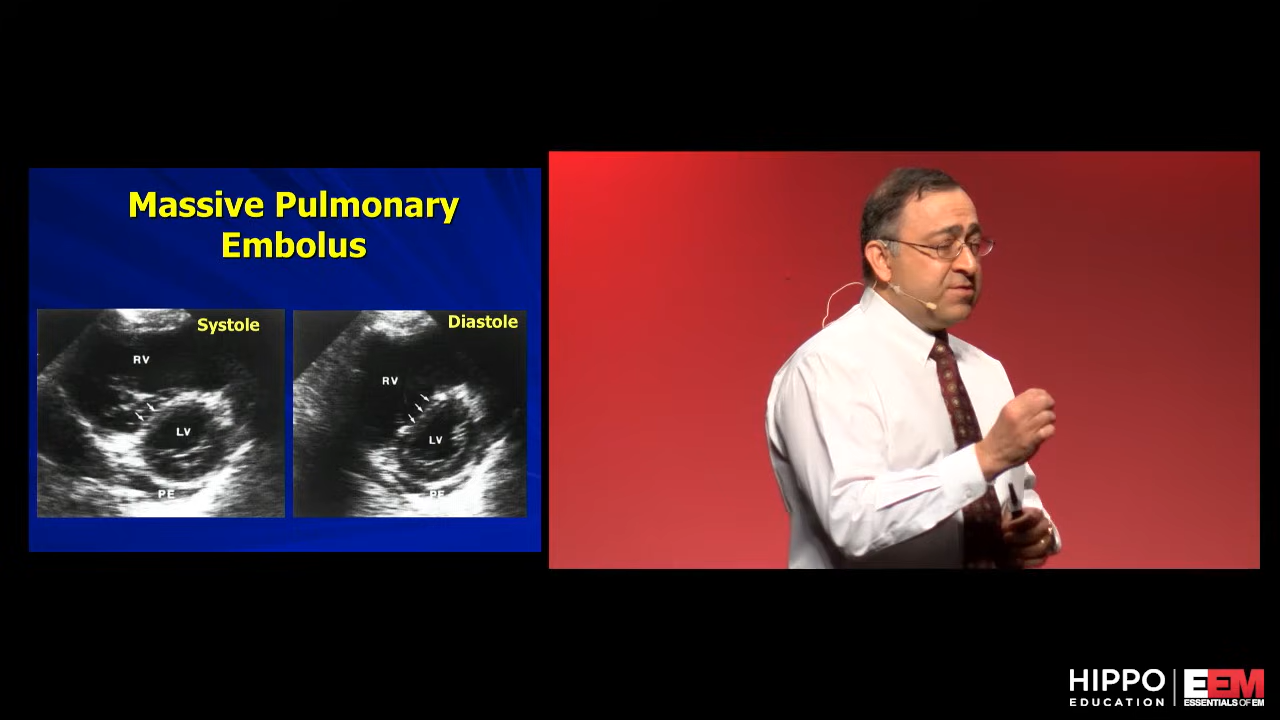 Massive Pulmonary
Embolus
Systole
Diastole
RV
RV
LV
LV
PE
PE
HIPPO
EDUCATION
EEM
ESSENTIALS OF EM